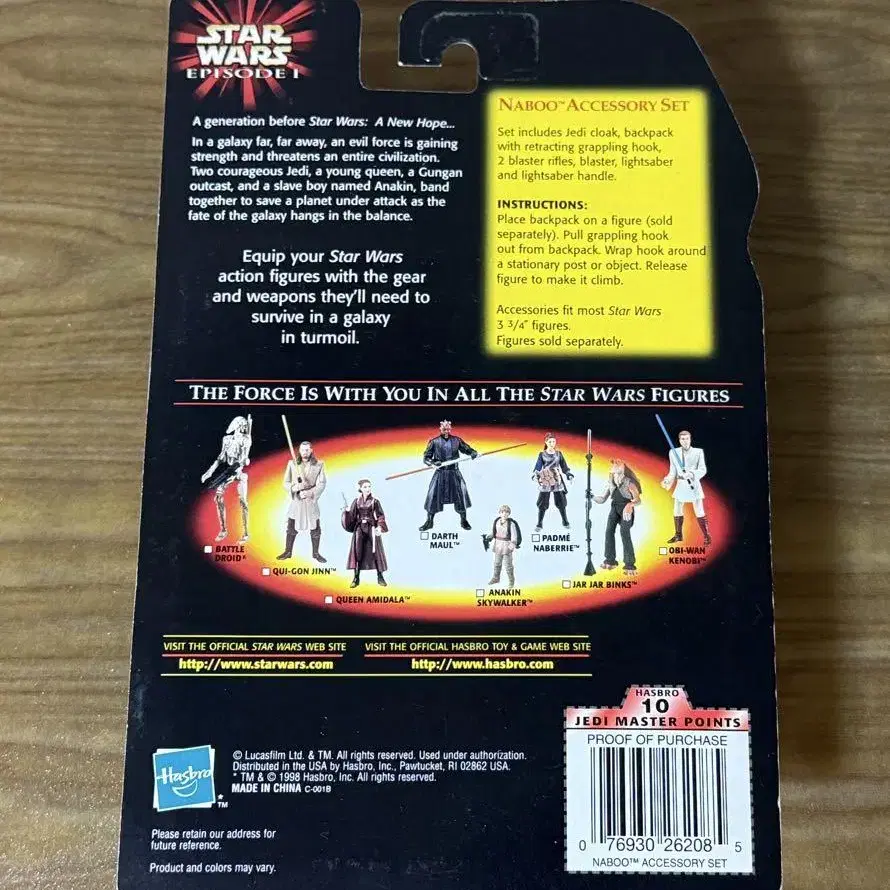 STAR
WARS
EPISODE I
A generation before Star Wars: A New Hope...
In a galaxy far, far away, an evil force is gaining
strength and threatens an entire civilization.
Two courageous Jedi, a young queen, a Gungan
outcast, and a slave boy named Anakin, band
together to save a planet under attack as the
fate of the galaxy hangs in the balance.
Equip your Star Wars
action figures with the gear
and weapons they'll need to
survive in a galaxy
in turmoil.
NABOO™ ACCESSORY SET
Set includes Jedi cloak, backpack
with retracting grappling hook,
2 blaster rifles, blaster, lightsaber
and lightsaber handle.
INSTRUCTIONS:
Place backpack on a figure (sold
separately). Pull grappling hook
out from backpack. Wrap hook around
a stationary post or object. Release
figure to make it climb.
Accessories fit most Star Wars
3 3/4" figures.
Figures sold separately.
THE FORCE IS WITH YOU IN ALL THE STAR WARS FIGURES
BATTLE
DROID*
QUI-GON JINN™
QUEEN AMIDALA™
DARTH
MAUL™
ANAKIN
SKYWALKER™
PADMÉ
NABERRIE™
JAR JAR BINKS™
OBI-WAN
KENOBI™
VISIT THE OFFICIAL STAR WARS WEB SITE
http://www.starwars.com
VISIT THE OFFICIAL HASBRO TOY & GAME WEB SITE
http://www.hasbro.com
HASBRO
10
JEDI MASTER POINTS
PROOF OF PURCHASE
0 76930 26208 5
NABOO™ ACCESSORY SET
Hasbro
*
™
© Lucasfilm Ltd. & TM. All rights reserved. Used under authorization.
Distributed in the USA by Hasbro, Inc., Pawtucket, RI 02862 USA.
* TM & © 1998 Hasbro, Inc. All rights reserved.
MADE IN CHINA C-001B
Please retain our address for
future reference.
Product and colors may vary.